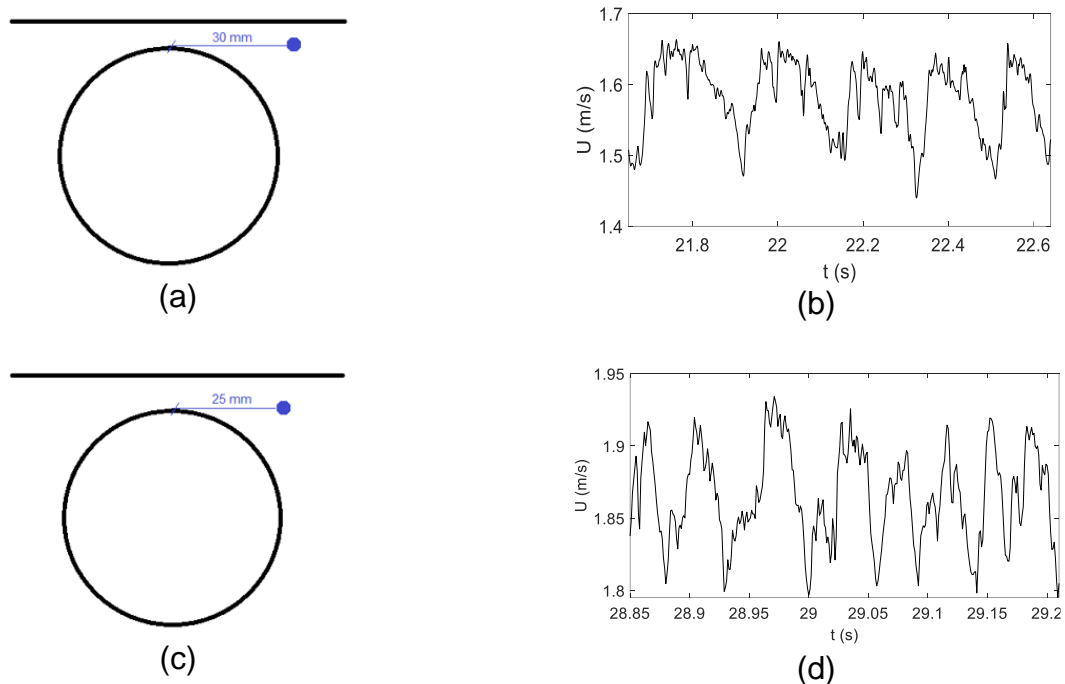 30 mm
(a)
1.7
1.6
1.5
1.4
U (m/s)
21.8 22 22.2 22.4 22.6
t (s)
(b)
25 mm
(c)
1.95
1.9
1.85
1.8
U (m/s)
28.85 28.9 28.95 29 29.05 29.1 29.15 29.2
t (s)
(d)